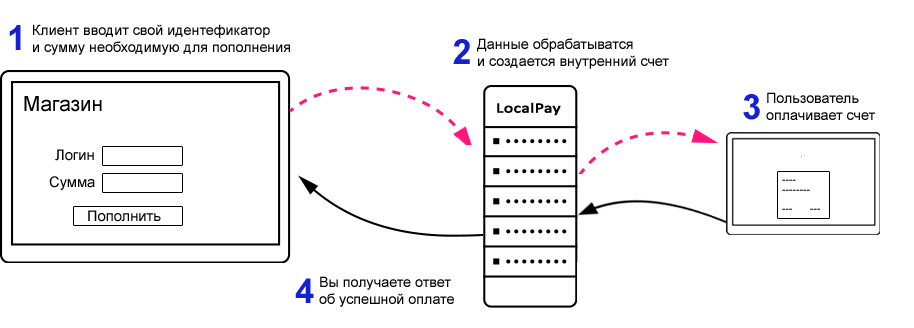 1 Клиент вводит свой идентефикатор
и сумму необходимую для пополнения
2 Данные обрабатыватся
и создается внутренний счет
3 Пользователь
оплачивает счет
Магазин
Логин
Сумма
Пополнить
LocalPay
4 Вы получаете ответ
об успешной оплате